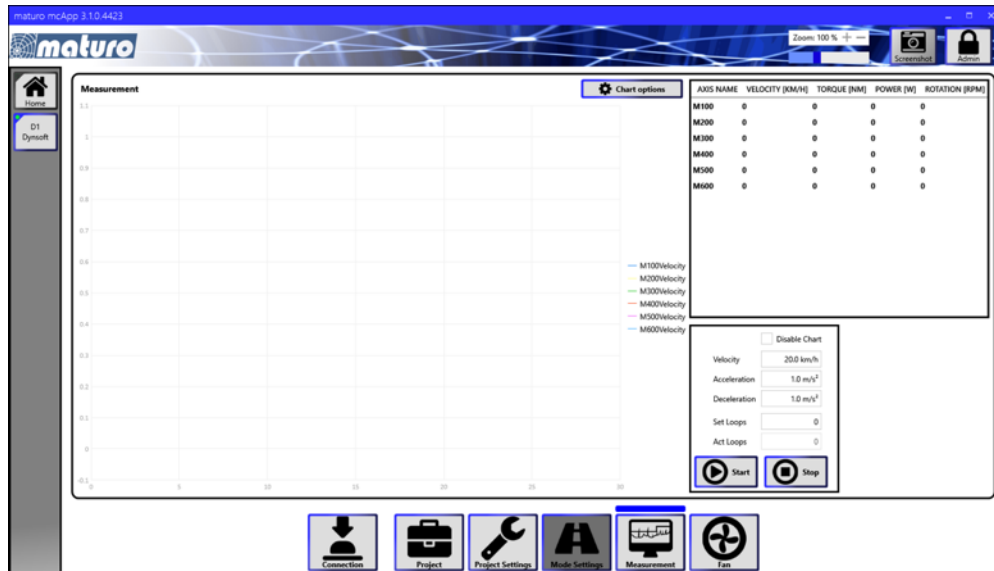 maturo mcApp 3.1.0.4423
maturo
Zoom: 100 %
Screenshot
Admin
Home
D1
Dynsoft
Measurement
Chart options
1.1
1
0.9
0.8
0.7
0.6
0.5
0.4
0.3
0.2
0.1
0
-0.1
0 5 10 15 20 25 30
M100Velocity
M200Velocity
M300Velocity
M400Velocity
M500Velocity
M600Velocity
AXIS NAME VELOCITY [KM/H] TORQUE [NM] POWER [W] ROTATION [RPM]
M100 0 0 0 0
M200 0 0 0 0
M300 0 0 0 0
M400 0 0 0 0
M500 0 0 0 0
M600 0 0 0 0
Disable Chart
Velocity 20.0 km/h
Acceleration 1.0 m/s²
Deceleration 1.0 m/s²
Set Loops 0
Act Loops 0
Start Stop
Connection Project Project Settings Mode Settings Measurement Fan